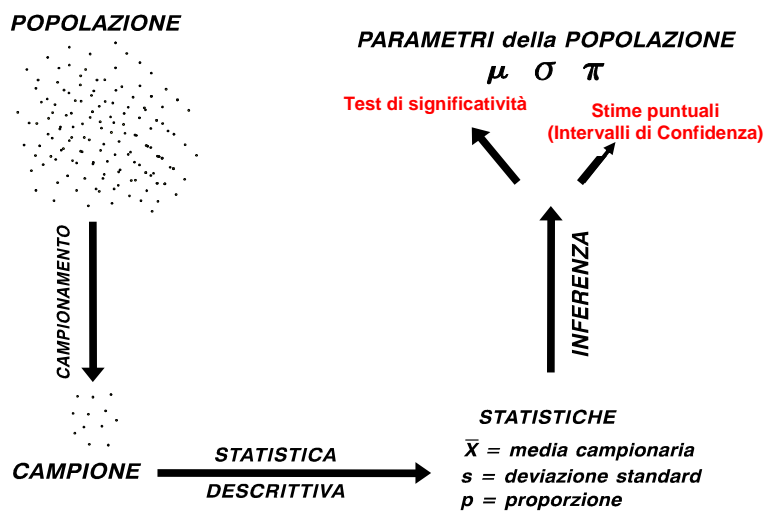 POPOLAZIONE
CAMPIONAMENTO
CAMPIONE
STATISTICA
DESCRITTIVA
STATISTICHE
X̅ = media campionaria
s = deviazione standard
p = proporzione
INFERENZA
PARAMETRI della POPOLAZIONE
μ σ π
Test di significatività
Stime puntuali
(Intervalli di Confidenza)